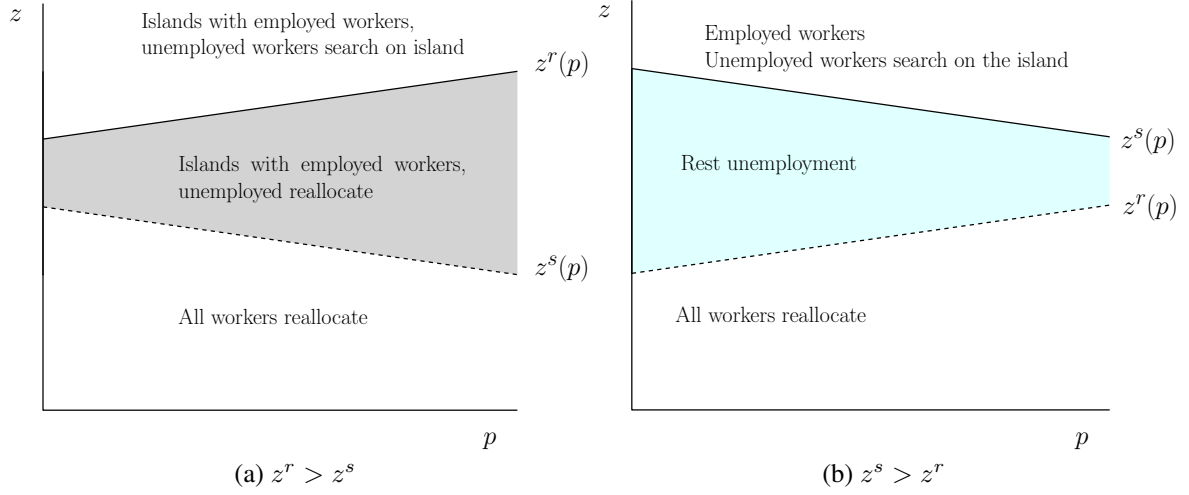 z
Islands with employed workers,
unemployed workers search on island
z^r(p)
Islands with employed workers,
unemployed reallocate
z^s(p)
All workers reallocate
p
(a) z^r > z^s
z
Employed workers
Unemployed workers search on the island
z^s(p)
Rest unemployment
z^r(p)
All workers reallocate
p
(b) z^s > z^r